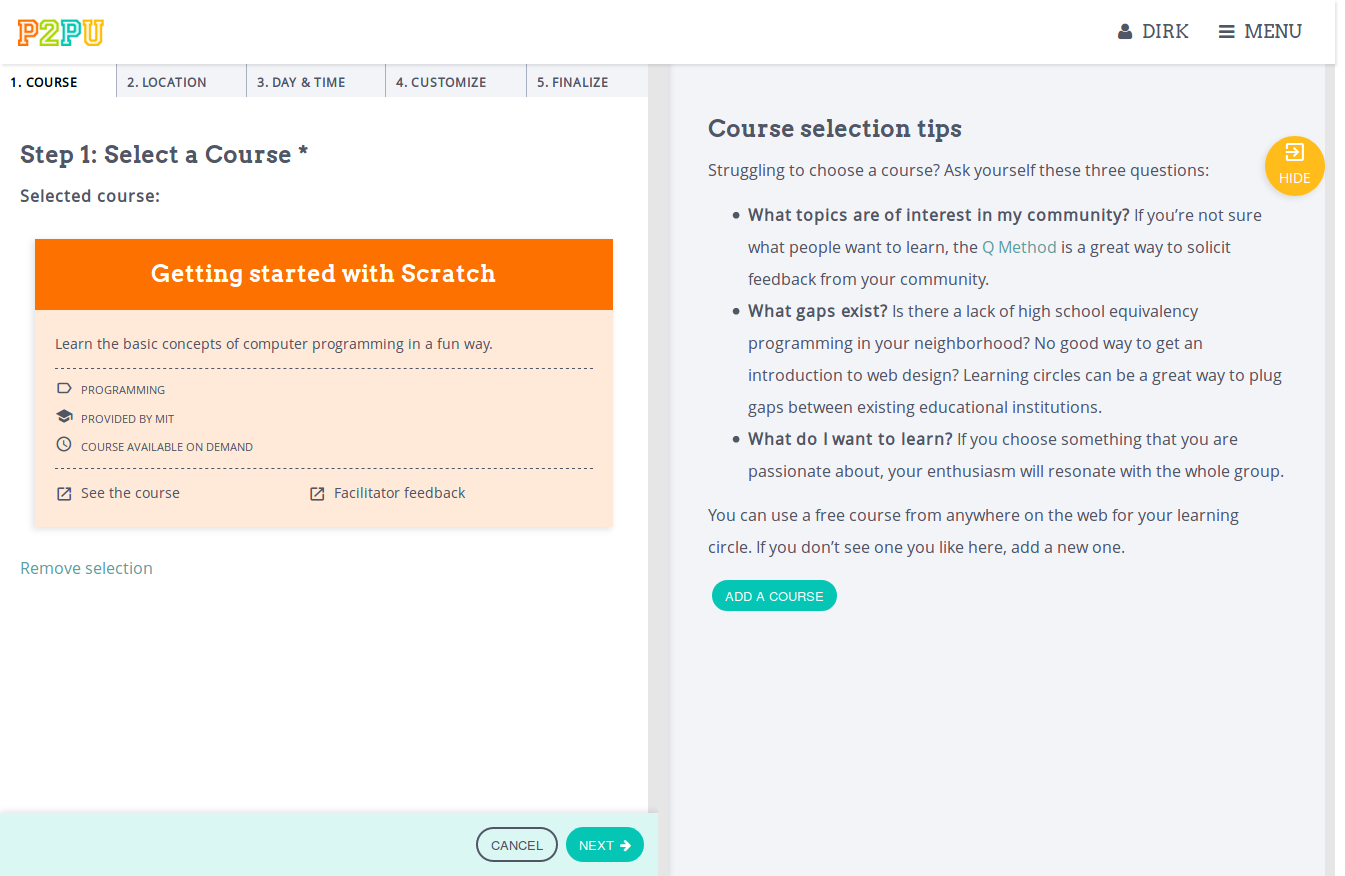 P2PU
DIRK
MENU
1. COURSE
2. LOCATION
3. DAY & TIME
4. CUSTOMIZE
5. FINALIZE
Step 1: Select a Course *
Selected course:
Getting started with Scratch
Learn the basic concepts of computer programming in a fun way.
PROGRAMMING
PROVIDED BY MIT
COURSE AVAILABLE ON DEMAND
See the course
Facilitator feedback
Remove selection
CANCEL
NEXT
Course selection tips
HIDE
Struggling to choose a course? Ask yourself these three questions:
• What topics are of interest in my community? If you’re not sure
what people want to learn, the Q Method is a great way to solicit
feedback from your community.
• What gaps exist? Is there a lack of high school equivalency
programming in your neighborhood? No good way to get an
introduction to web design? Learning circles can be a great way to plug
gaps between existing educational institutions.
• What do I want to learn? If you choose something that you are
passionate about, your enthusiasm will resonate with the whole group.
You can use a free course from anywhere on the web for your learning
circle. If you don’t see one you like here, add a new one.
ADD A COURSE